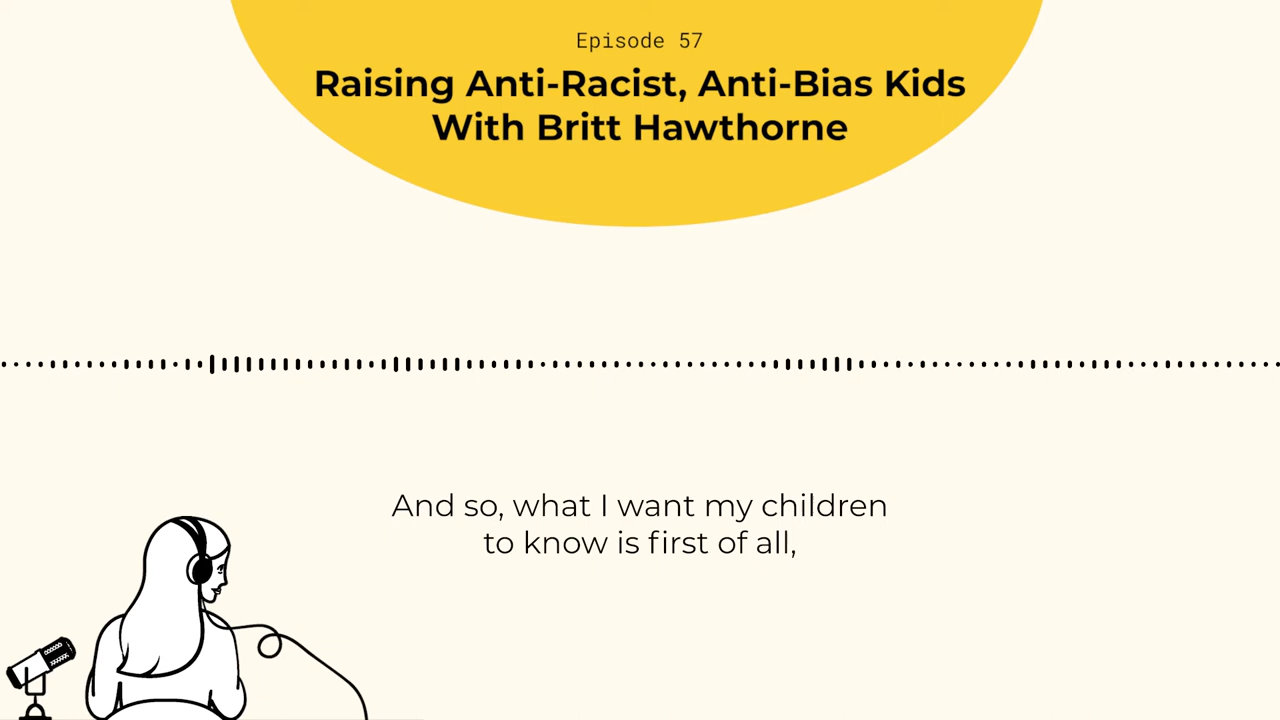 Episode 57
Raising Anti-Racist, Anti-Bias Kids
With Britt Hawthorne
And so, what I want my children
to know is first of all,